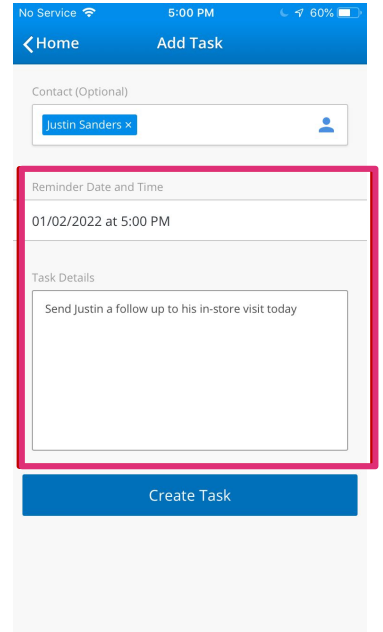 No Service 5:00 PM 60%
Home Add Task
Contact (Optional)
Justin Sanders ×
Reminder Date and Time
01/02/2022 at 5:00 PM
Task Details
Send Justin a follow up to his in-store visit today
Create Task